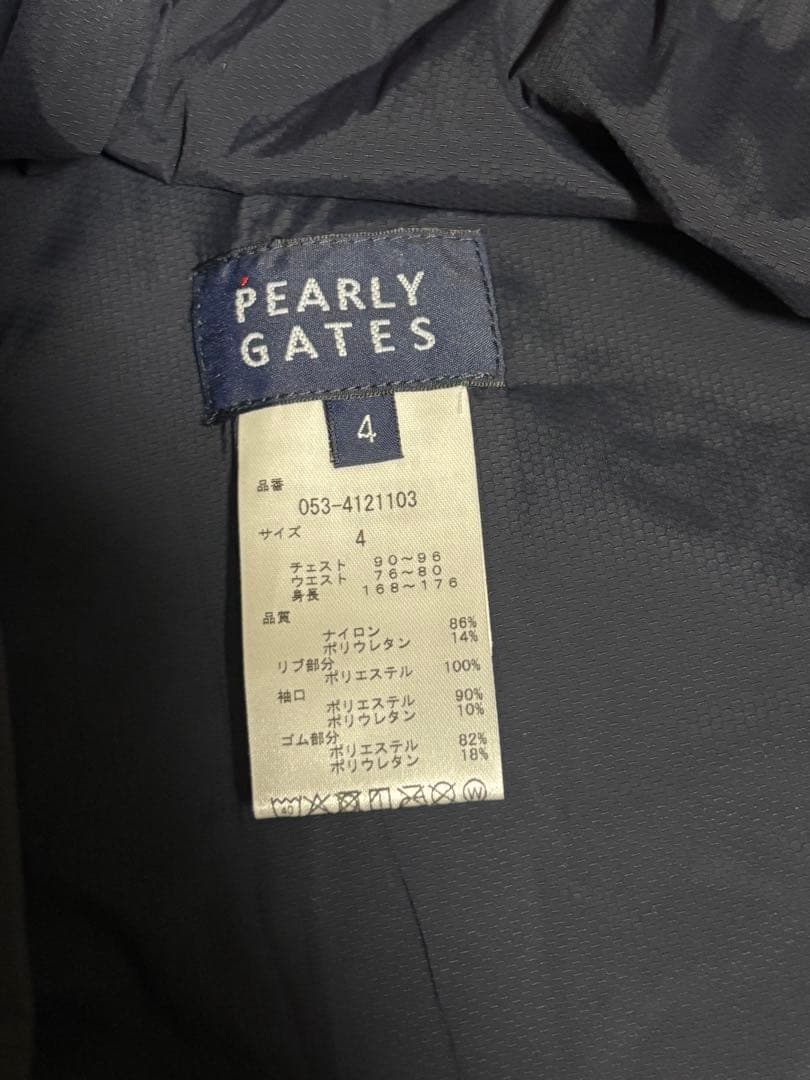 PEARLY
GATES
4
品番
053-4121103
サイズ
4
チェスト 90～96
ウエスト 76～80
身長 168～176
品質
ナイロン 86%
ポリウレタン 14%
リブ部分
ポリエステル 100%
袖口
ポリエステル 90%
ポリウレタン 10%
ゴム部分
ポリエステル 82%
ポリウレタン 18%
40 W